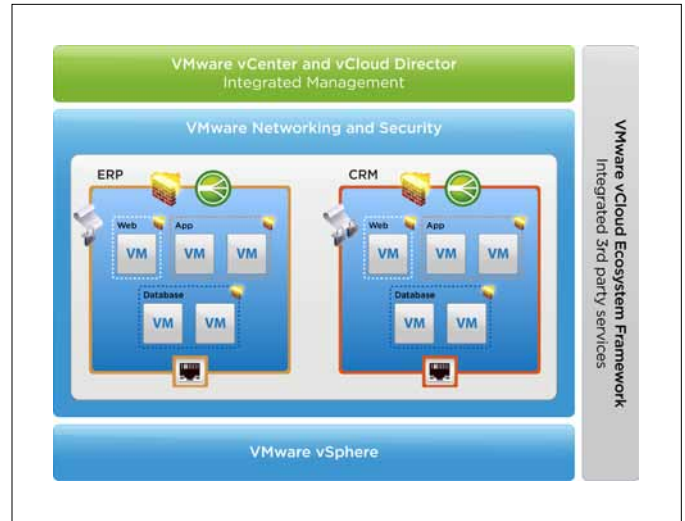 VMware vCenter and vCloud Director
Integrated Management
VMware Networking and Security
ERP
Web
App
VM
VM
VM
Database
VM
VM
CRM
Web
App
VM
VM
VM
Database
VM
VM
VMware vSphere
VMware vCloud Ecosystem Framework
Integrated 3rd party services